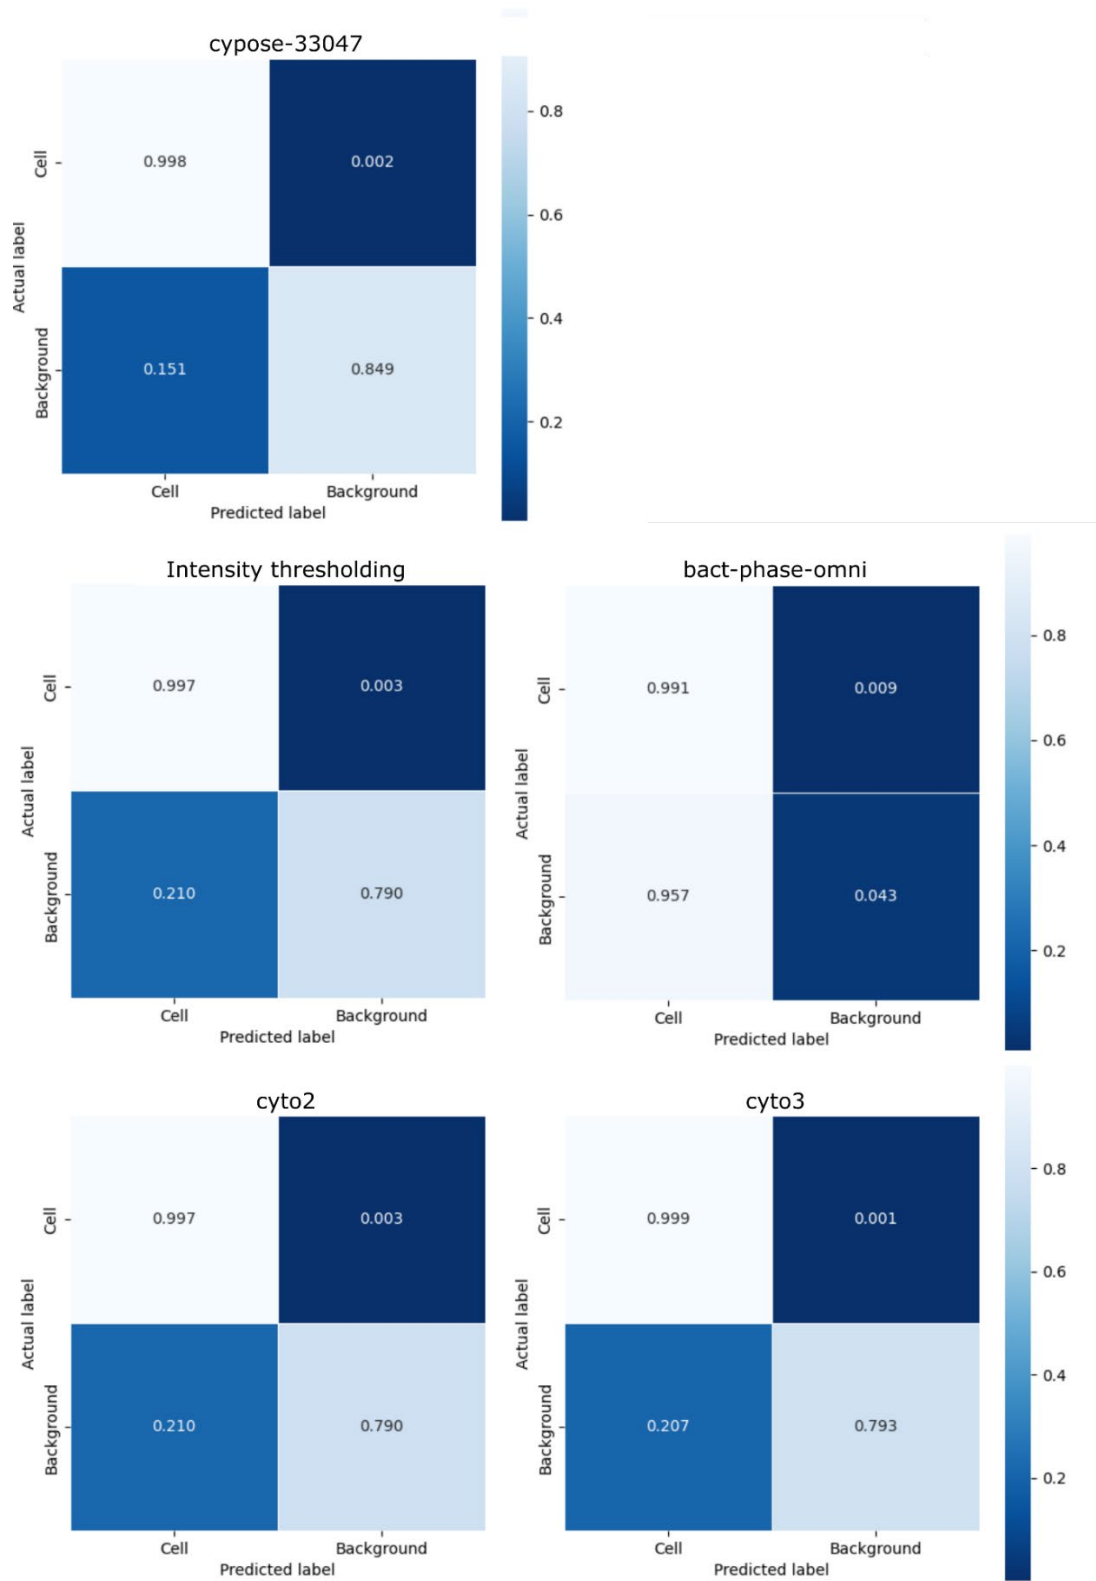 cypose-33047
0.8
0.998 0.002
Cell
0.6
Actual label
0.4
0.151 0.849
Background
0.2
Cell Background
Predicted label
Intensity thresholding bact-phase-omni
0.997 0.003
Cell
Actual label
0.210 0.790
Background
Cell Background
Predicted label
0.991 0.009
Cell
Actual label
0.957 0.043
Background
Cell Background
Predicted label
0.8
0.6
0.4
0.2
cyto2 cyto3
0.997 0.003
Cell
Actual label
0.210 0.790
Background
Cell Background
Predicted label
0.999 0.001
Cell
Actual label
0.207 0.793
Background
Cell Background
Predicted label
0.8
0.6
0.4
0.2